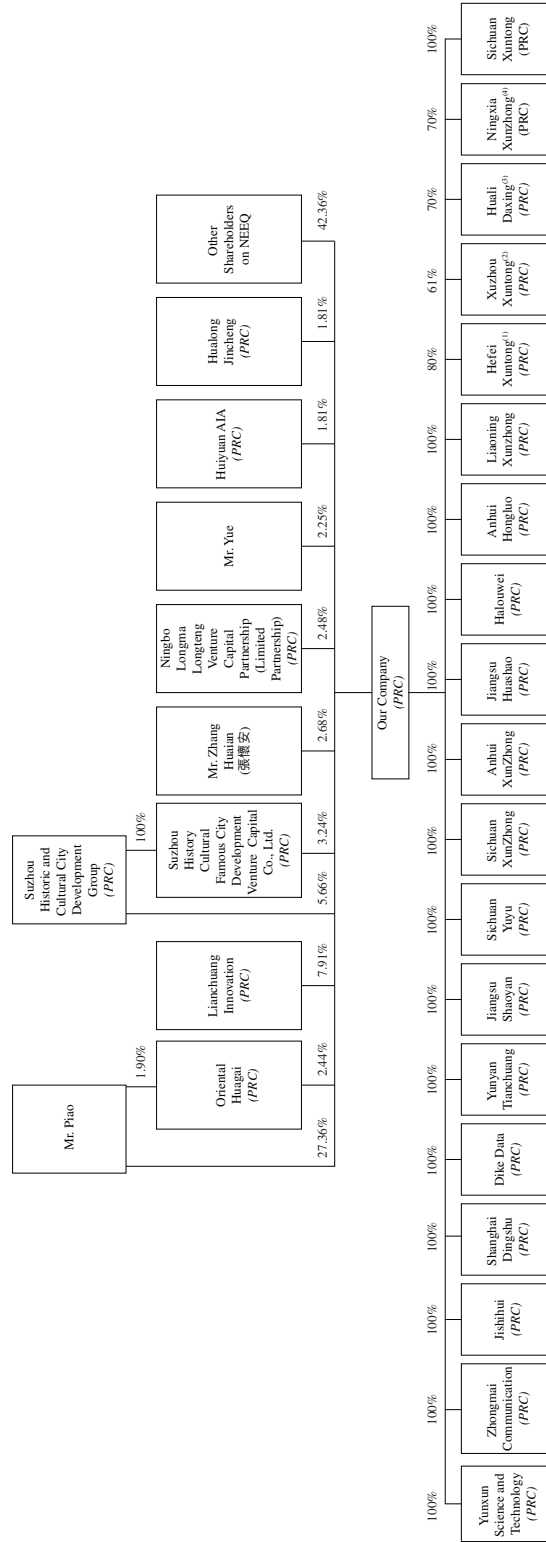 Mr. Piao
Suzhou
Historic and
Cultural City
Development
Group
(PRC)
1.90%
100%
Oriental
Huagai
(PRC)
Lianchuang
Innovation
(PRC)
Suzhou
History
Cultural
Famous City
Development
Venture Capital
Co., Ltd.
(PRC)
Mr. Zhang
Huaian
(張懷安)
Ningbo
Longma
Longteng
Venture
Capital
Partnership
(Limited
Partnership)
(PRC)
Mr. Yue
Huiyuan AIA
(PRC)
Hualong
Jincheng
(PRC)
Other
Shareholders
on NEEQ
27.36%
2.44%
7.91%
5.66%
3.24%
2.68%
2.48%
2.25%
1.81%
1.81%
42.36%
Our Company
(PRC)
100%
100%
100%
100%
100%
100%
100%
100%
100%
100%
100%
100%
100%
100%
80%
61%
70%
70%
100%
Yunxun
Science and
Technology
(PRC)
Zhongmai
Communication
(PRC)
Jishihui
(PRC)
Shanghai
Dingshu
(PRC)
Dike Data
(PRC)
Yunyan
Tianchuang
(PRC)
Jiangsu
Shaoyan
(PRC)
Sichuan
Yuyu
(PRC)
Sichuan
XunZhong
(PRC)
Anhui
XunZhong
(PRC)
Jiangsu
Huashao
(PRC)
Halouwei
(PRC)
Anhui
Hongluo
(PRC)
Liaoning
Xunzhong
(PRC)
Hefei
Xuntong(1)
(PRC)
Xuzhou
Xuntong(2)
(PRC)
Huali
Daxing(3)
(PRC)
Ningxia
Xunzhong(4)
(PRC)
Sichuan
Xuntong
(PRC)